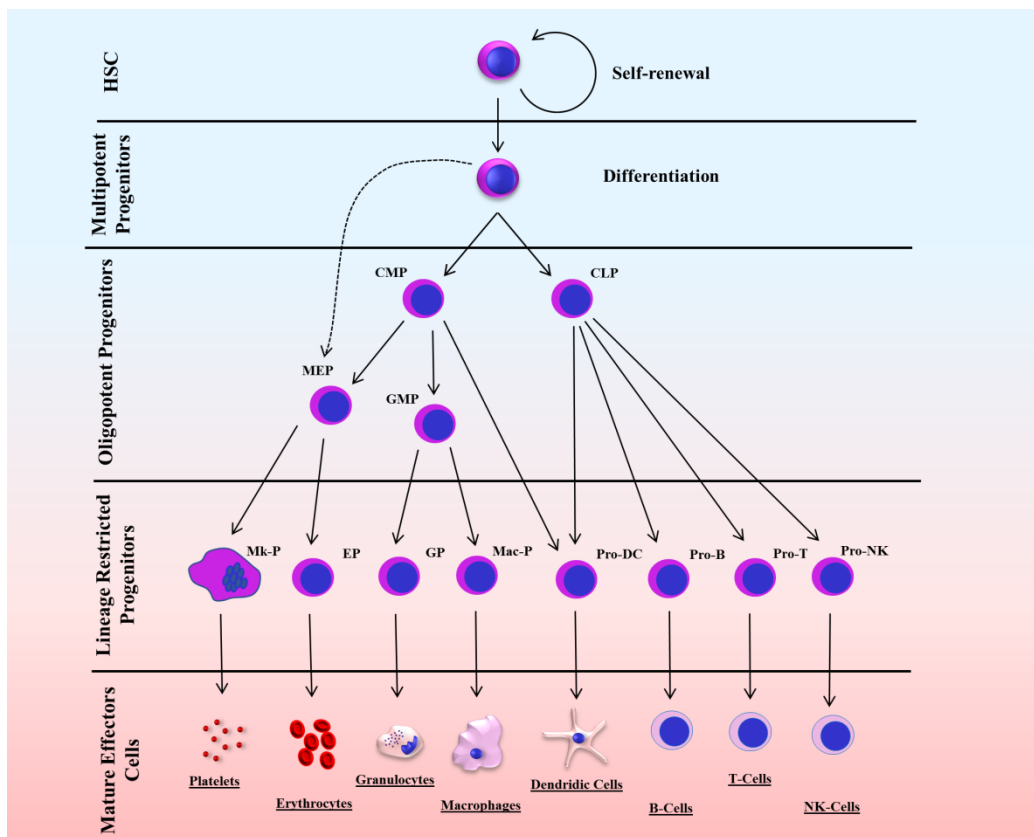 HSC
Self-renewal
Multipotent
Progenitors
Differentiation
Oligopotent Progenitors
CMP
CLP
MEP
GMP
Lineage Restricted
Progenitors
Mk-P
EP
GP
Mac-P
Pro-DC
Pro-B
Pro-T
Pro-NK
Mature Effectors
Cells
Platelets
Erythrocytes
Granulocytes
Macrophages
Dendridic Cells
B-Cells
T-Cells
NK-Cells